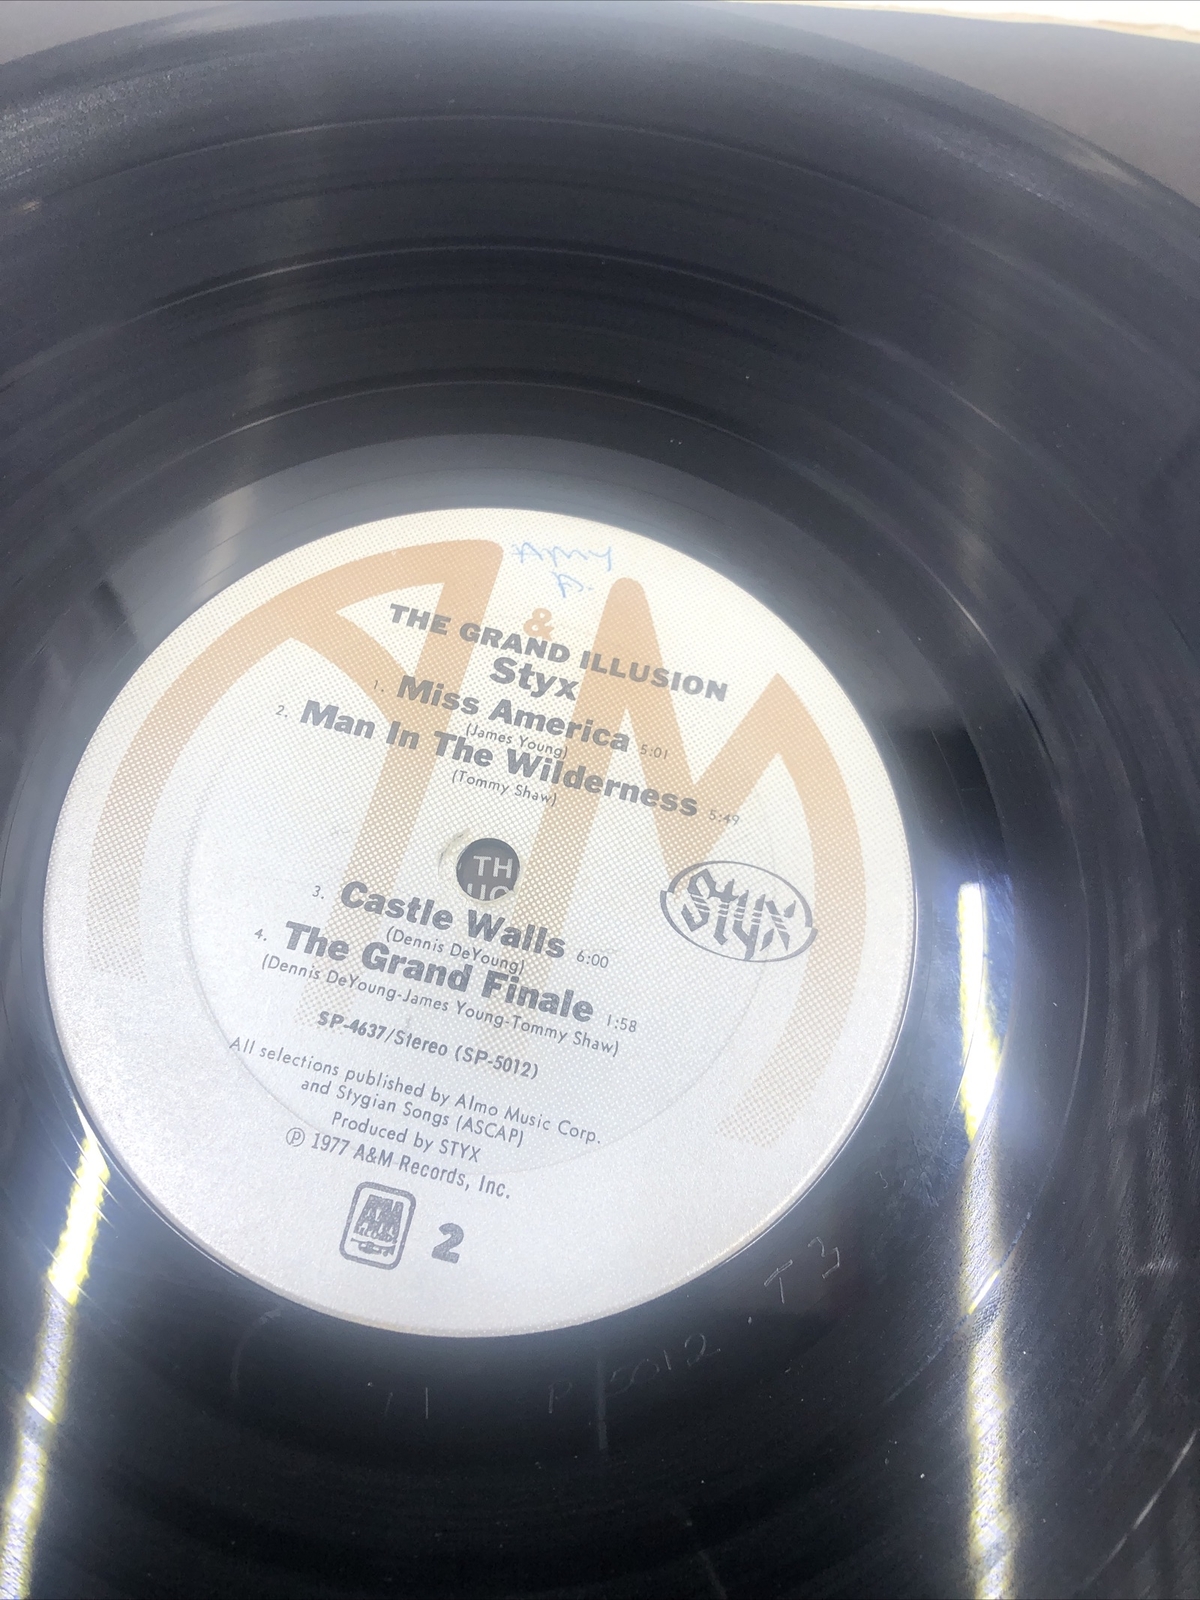 Amy
A.
&
THE GRAND ILLUSION
Styx
1. Miss America 5:01
(James Young)
2. Man In The Wilderness 5:49
(Tommy Shaw)
TH
3. Castle Walls 6:00
(Dennis DeYoung)
4. The Grand Finale 1:58
(Dennis DeYoung-James Young-Tommy Shaw)
Styx
SP-4637/Stereo (SP-5012)
All selections published by Almo Music Corp.
and Stygian Songs (ASCAP)
Produced by STYX
℗ 1977 A&M Records, Inc.
2
T3
P 5012